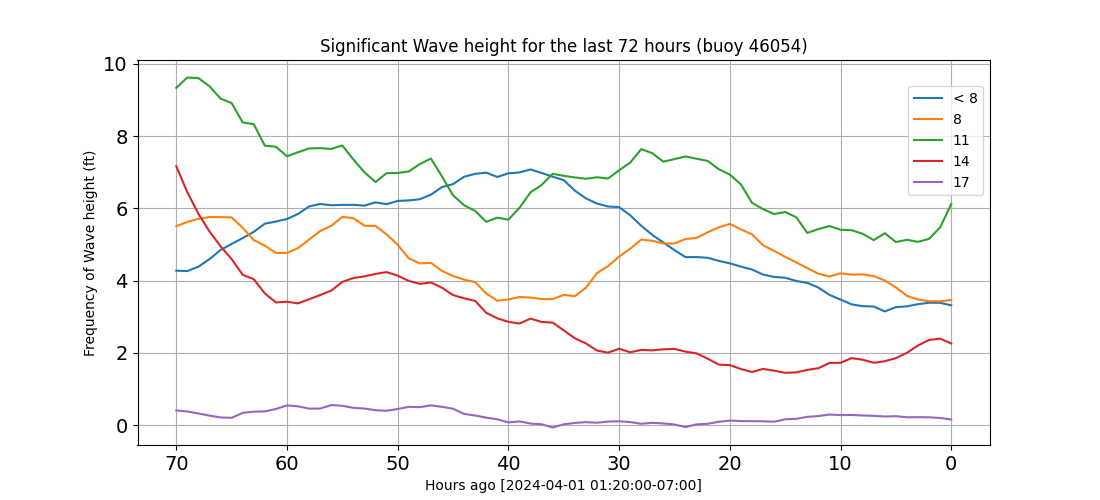 Significant Wave height for the last 72 hours (buoy 46054)
Frequency of Wave height (ft)
10
8
6
4
2
0
< 8
8
11
14
17
70 60 50 40 30 20 10 0
Hours ago [2024-04-01 01:20:00-07:00]